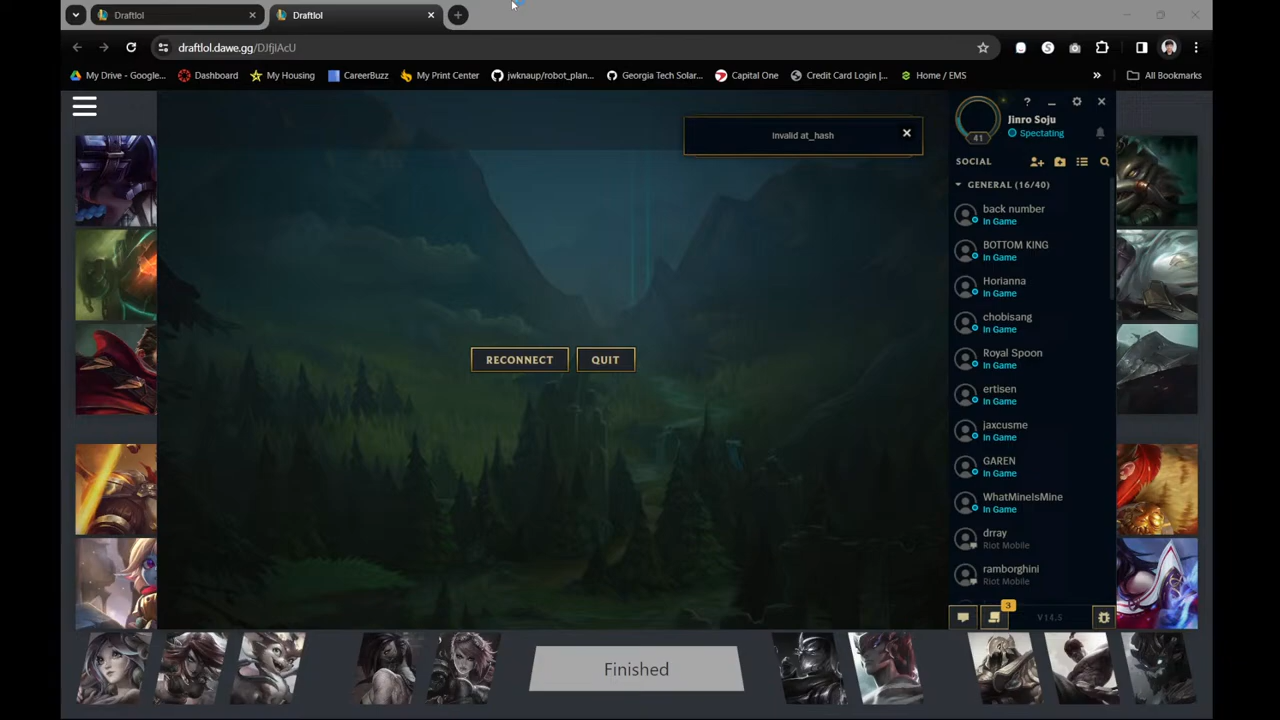 Draftlol
Draftlol
draftlol.dawe.gg/DJfjlAcU
My Drive - Google...
Dashboard
My Housing
CareerBuzz
My Print Center
jwknaup/robot_plan...
Georgia Tech Solar...
Capital One
Credit Card Login |...
Home / EMS
»
All Bookmarks
Invalid at_hash
41
Jinro Soju
Spectating
SOCIAL
GENERAL (16/40)
back number
In Game
BOTTOM KING
In Game
Horianna
In Game
chobisang
In Game
Royal Spoon
In Game
ertisen
In Game
jaxcusme
In Game
GAREN
In Game
WhatMineIsMine
In Game
drray
Riot Mobile
ramborghini
Riot Mobile
RECONNECT
QUIT
3
V14.5
Finished